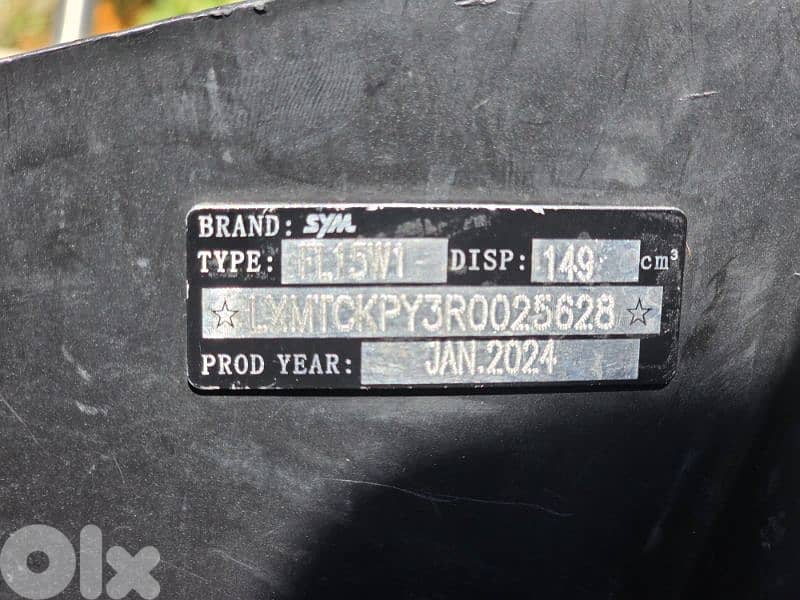 BRAND: SYM
TYPE: FL15W1 DISP: 149 cm³
☆LXMTCKPY3R0025628☆
PROD YEAR: JAN.2024
OLX